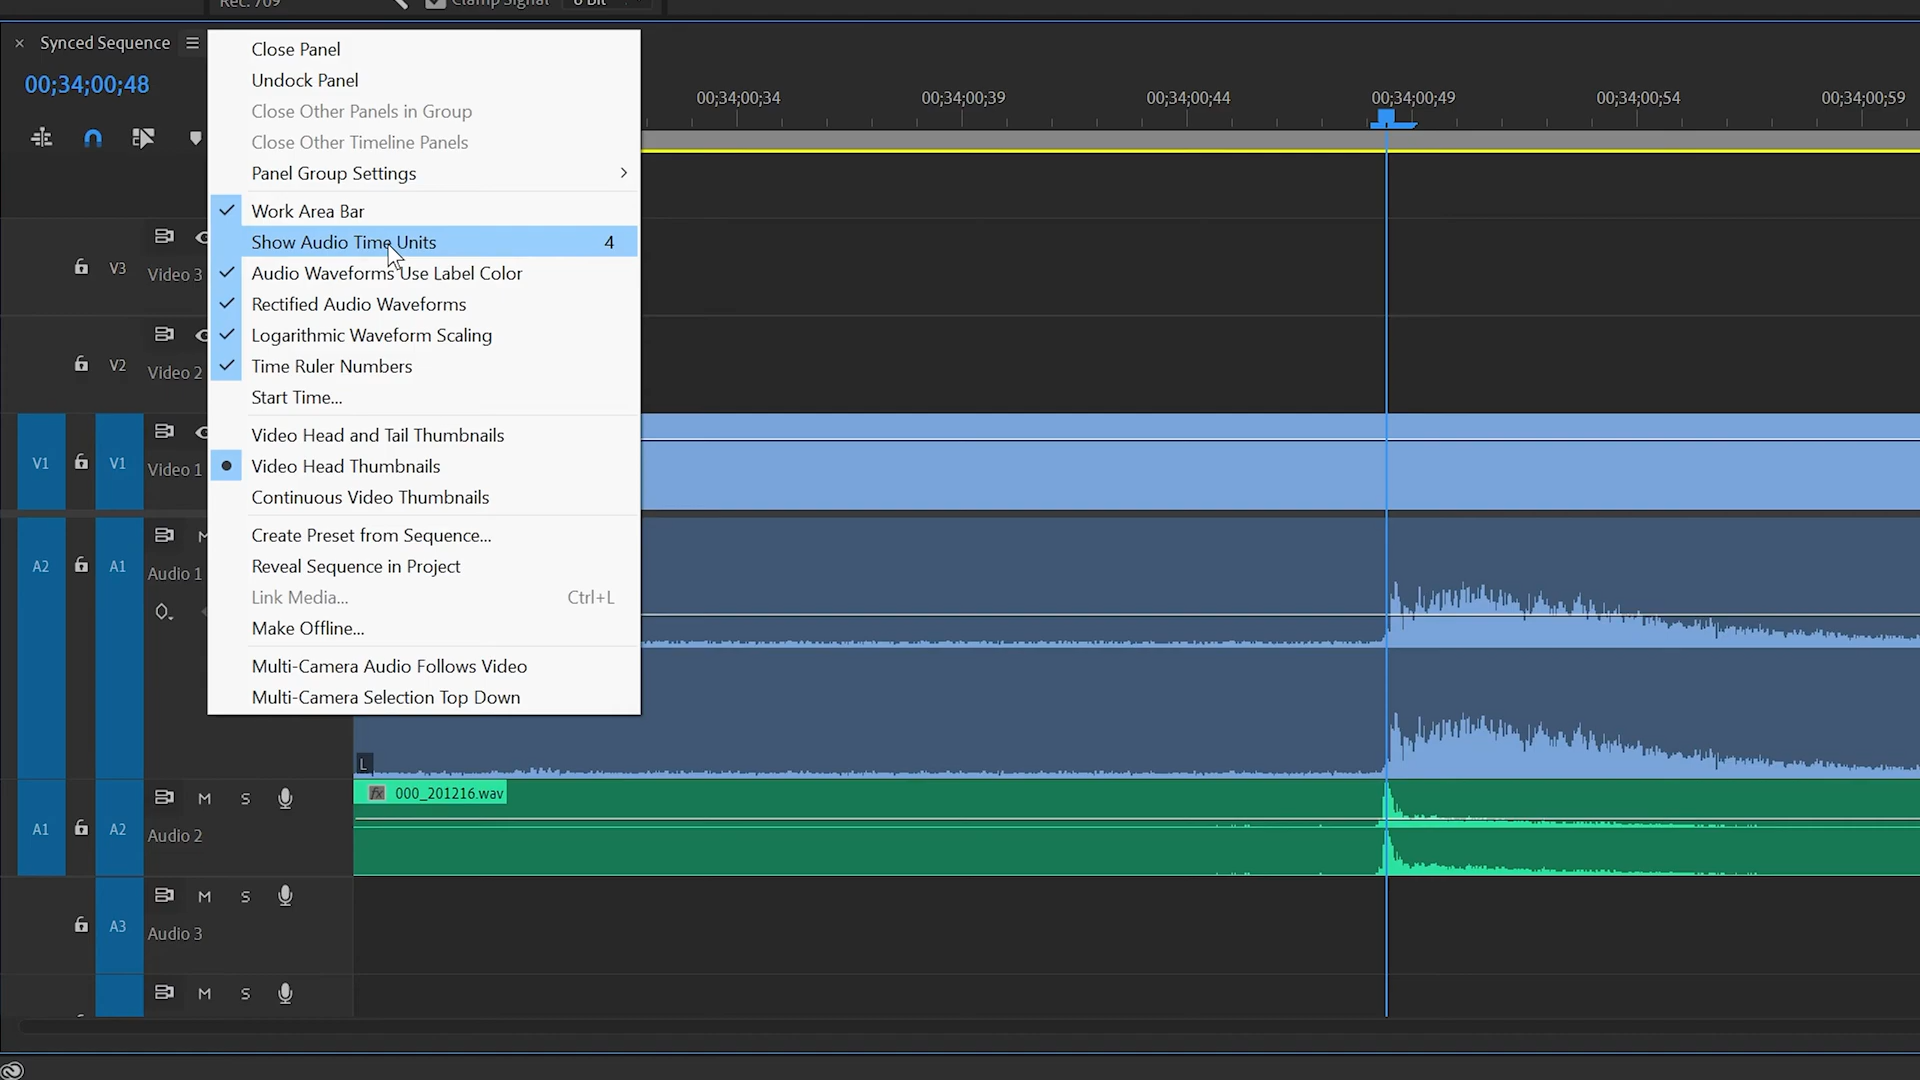 Rec. 709
Clamp Signal
8 Bit
× Synced Sequence
00;34;00;48
00;34;00;34
00;34;00;39
00;34;00;44
00;34;00;49
00;34;00;54
00;34;00;59
Close Panel
Undock Panel
Close Other Panels in Group
Close Other Timeline Panels
Panel Group Settings
Work Area Bar
Show Audio Time Units 4
Audio Waveforms Use Label Color
Rectified Audio Waveforms
Logarithmic Waveform Scaling
Time Ruler Numbers
Start Time...
Video Head and Tail Thumbnails
Video Head Thumbnails
Continuous Video Thumbnails
Create Preset from Sequence...
Reveal Sequence in Project
Link Media... Ctrl+L
Make Offline...
Multi-Camera Audio Follows Video
Multi-Camera Selection Top Down
V3 Video 3
V2 Video 2
V1 V1 Video 1
A2 A1 Audio 1
M
L
fx 000_201216.wav
A1 A2 M S
Audio 2
A3 M S
Audio 3
M S